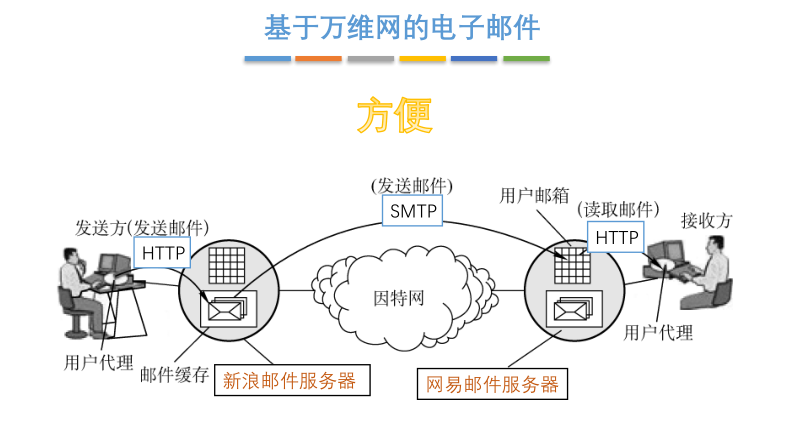 基于万维网的电子邮件
方便
(发送邮件)
SMTP
用户邮箱
(读取邮件)
HTTP
接收方
发送方(发送邮件)
HTTP
因特网
用户代理
用户代理
邮件缓存
新浪邮件服务器
网易邮件服务器